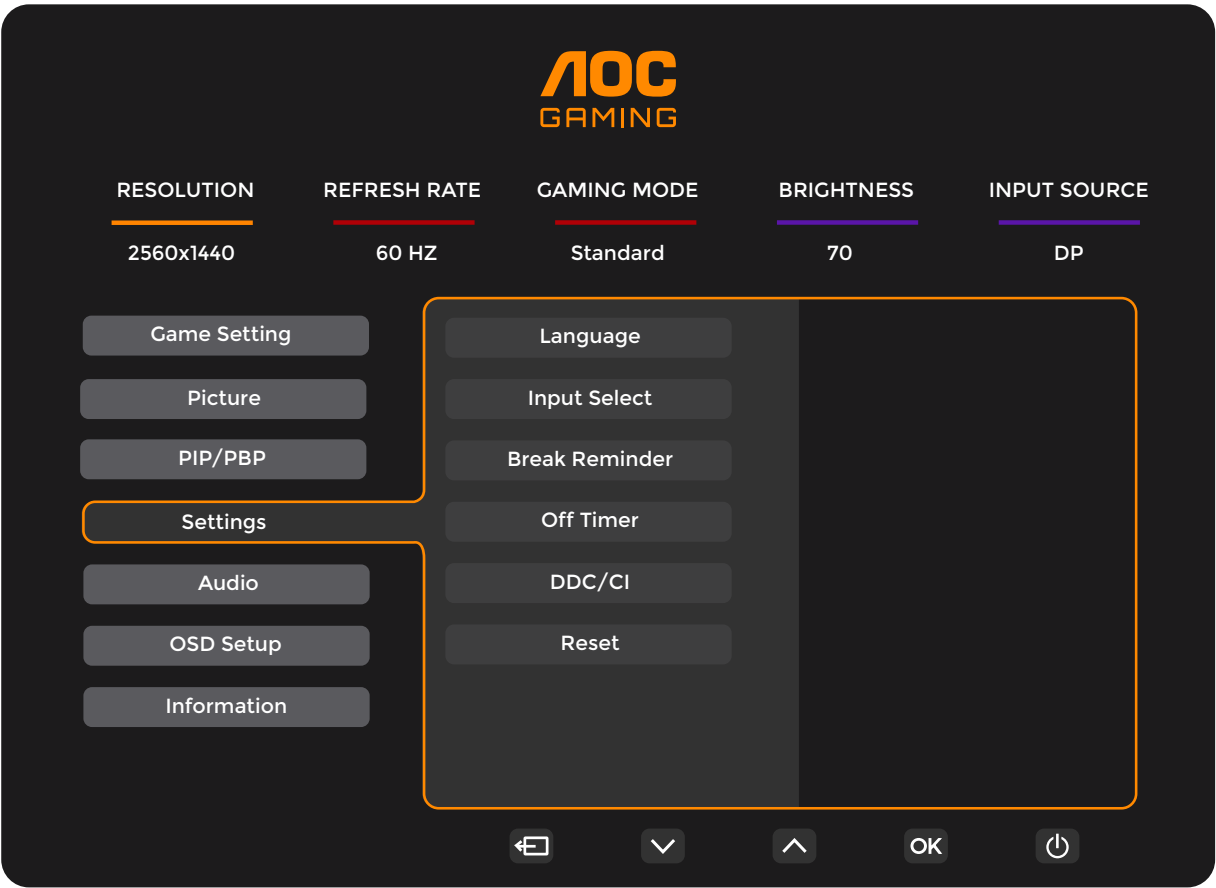 AOC
GAMING
RESOLUTION REFRESH RATE GAMING MODE BRIGHTNESS INPUT SOURCE
2560x1440 60 HZ Standard 70 DP
Game Setting Language
Picture Input Select
PIP/PBP Break Reminder
Settings Off Timer
Audio DDC/CI
OSD Setup Reset
Information
OK